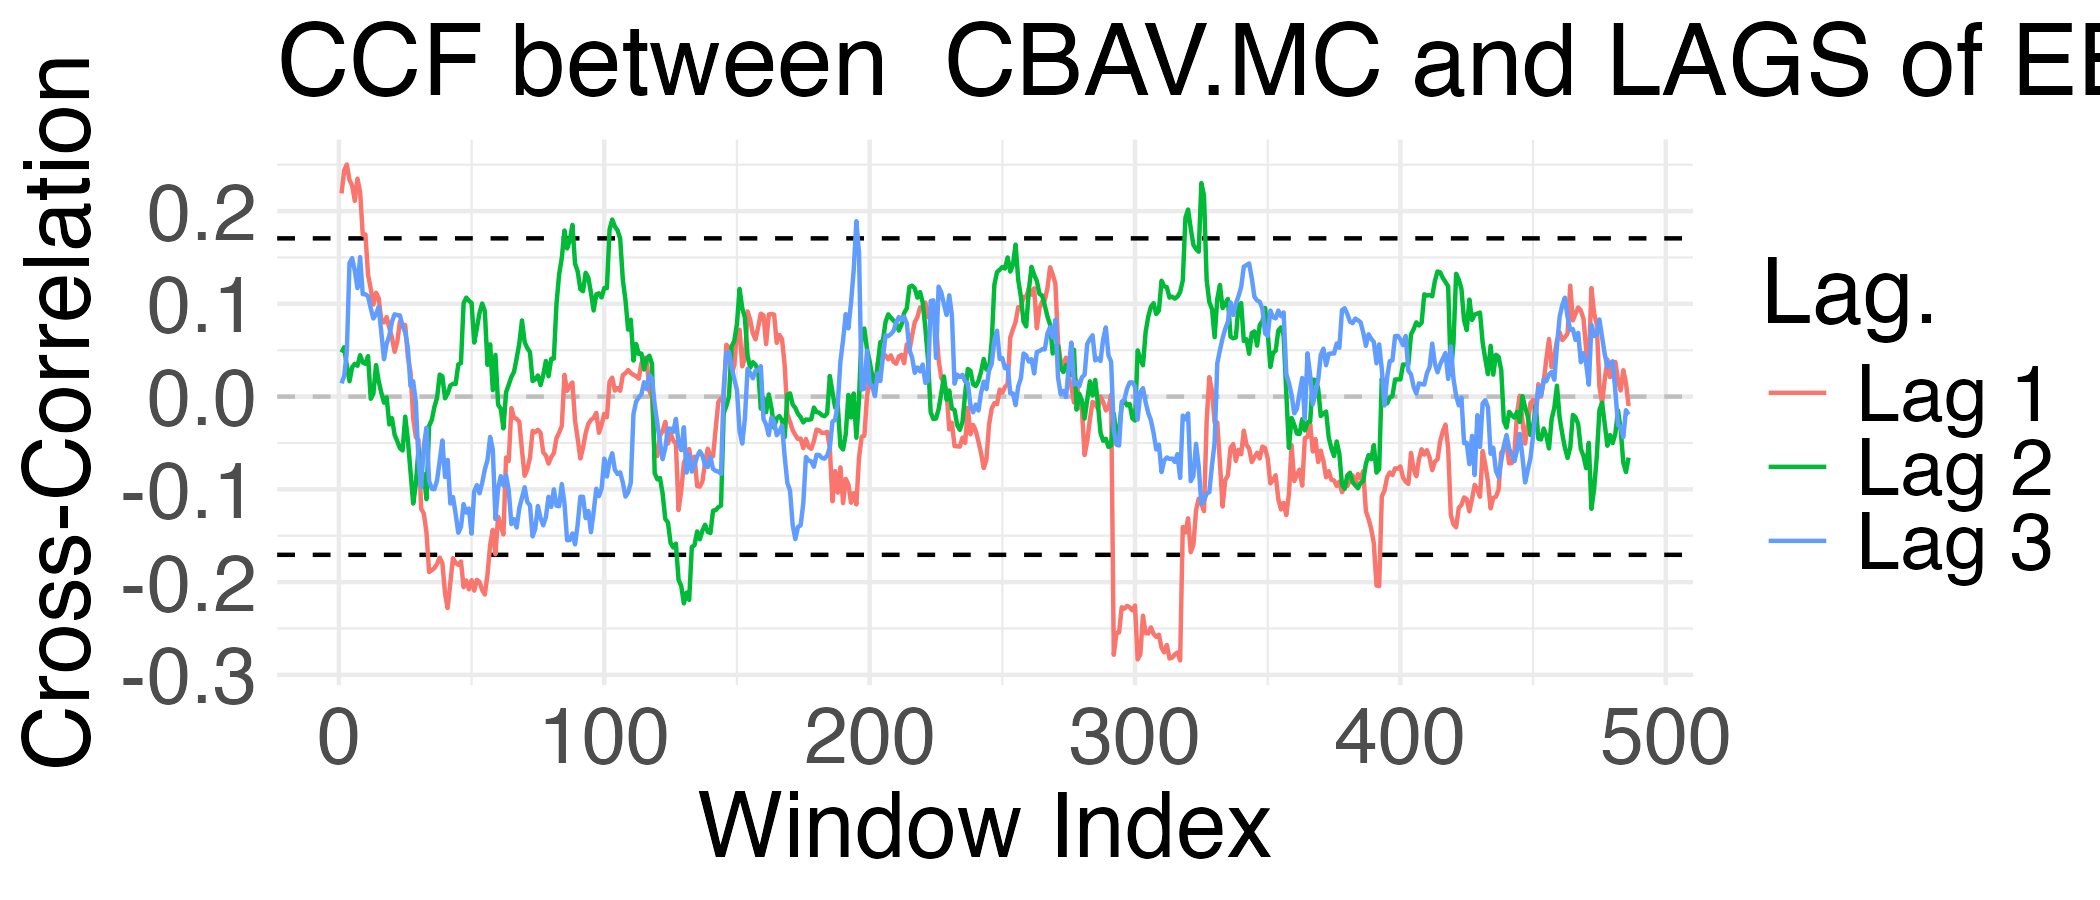 CCF between  CBAV.MC and LAGS of
Cross-Correlation
0.2
0.1
0.0
-0.1
-0.2
-0.3
0
100
200
300
400
500
Window Index
Lag.
Lag 1
Lag 2
Lag 3